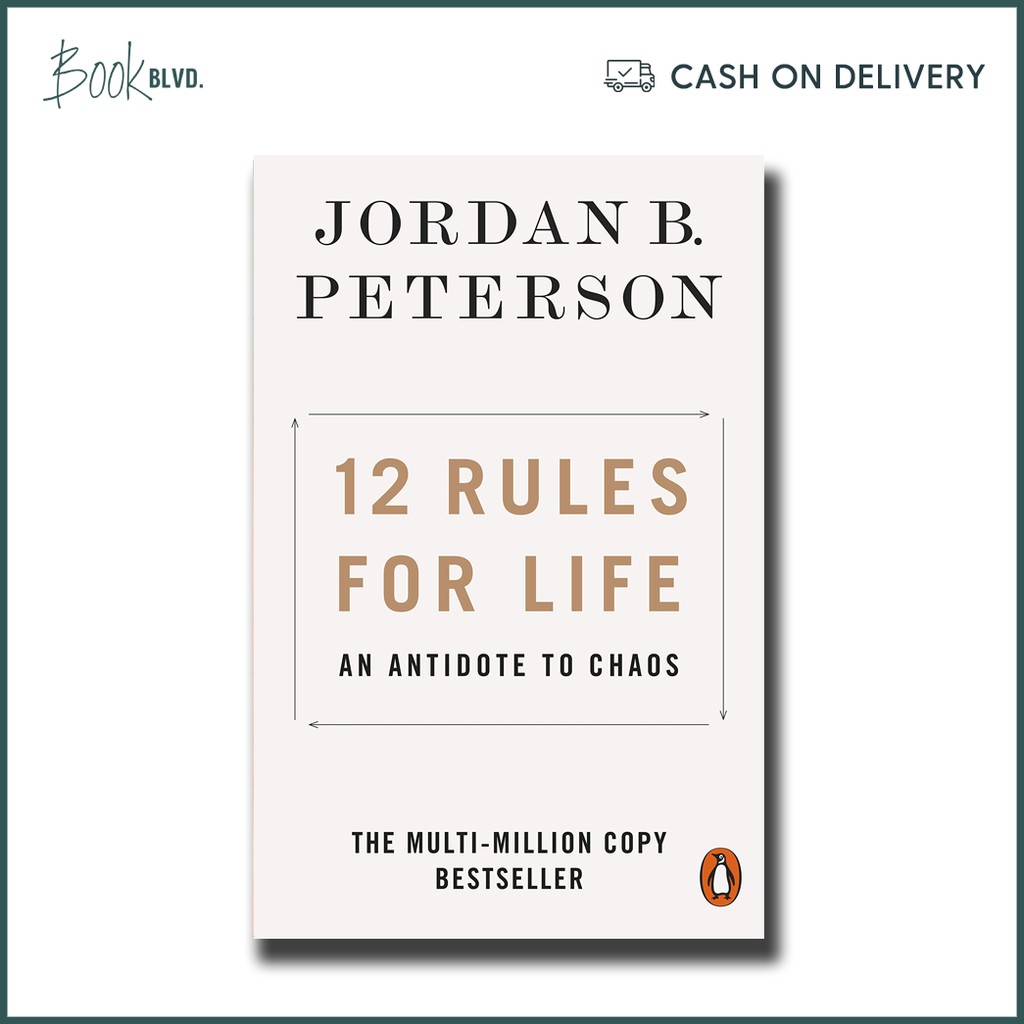 Book BLVD.
CASH ON DELIVERY
JORDAN B.
PETERSON
12 RULES
FOR LIFE
AN ANTIDOTE TO CHAOS
THE MULTI-MILLION COPY
BESTSELLER